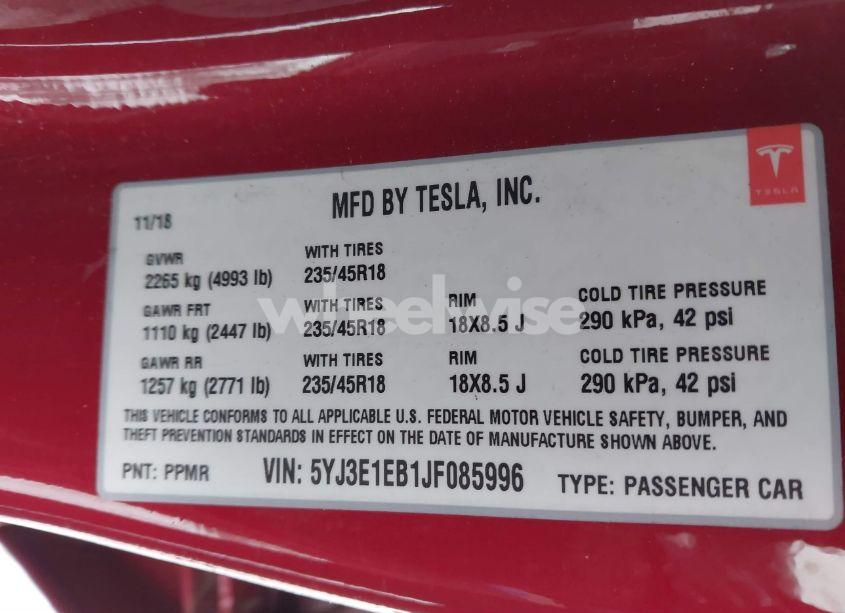 MFD BY TESLA, INC.
TESLA
11/18
GVWR WITH TIRES
2265 kg (4993 lb) 235/45R18
GAWR FRT WITH TIRES RIM COLD TIRE PRESSURE
1110 kg (2447 lb) 235/45R18 18X8.5 J 290 kPa, 42 psi
GAWR RR WITH TIRES RIM COLD TIRE PRESSURE
1257 kg (2771 lb) 235/45R18 18X8.5 J 290 kPa, 42 psi
THIS VEHICLE CONFORMS TO ALL APPLICABLE U.S. FEDERAL MOTOR VEHICLE SAFETY, BUMPER, AND
THEFT PREVENTION STANDARDS IN EFFECT ON THE DATE OF MANUFACTURE SHOWN ABOVE.
PNT: PPMR VIN: 5YJ3E1EB1JF085996 TYPE: PASSENGER CAR
wheelwise